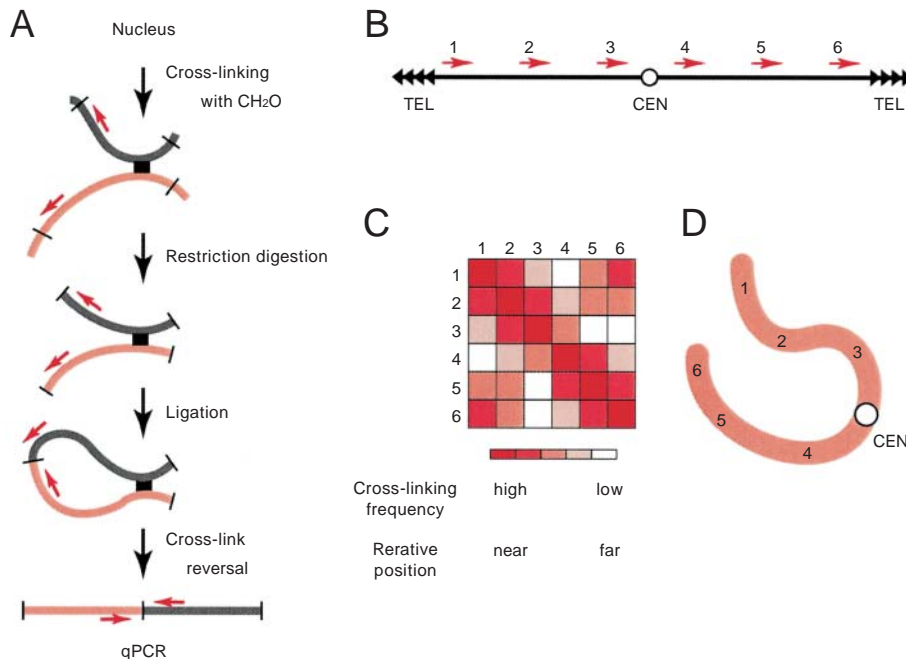 A
Nucleus
Cross-linking
with CH2O
Restriction digestion
Ligation
Cross-link
reversal
qPCR
B
1 2 3 4 5 6
TEL CEN TEL
C
1 2 3 4 5 6
1
2
3
4
5
6
Cross-linking
frequency
high low
Rerative
position
near far
D
1
2
3
6
5
4
CEN